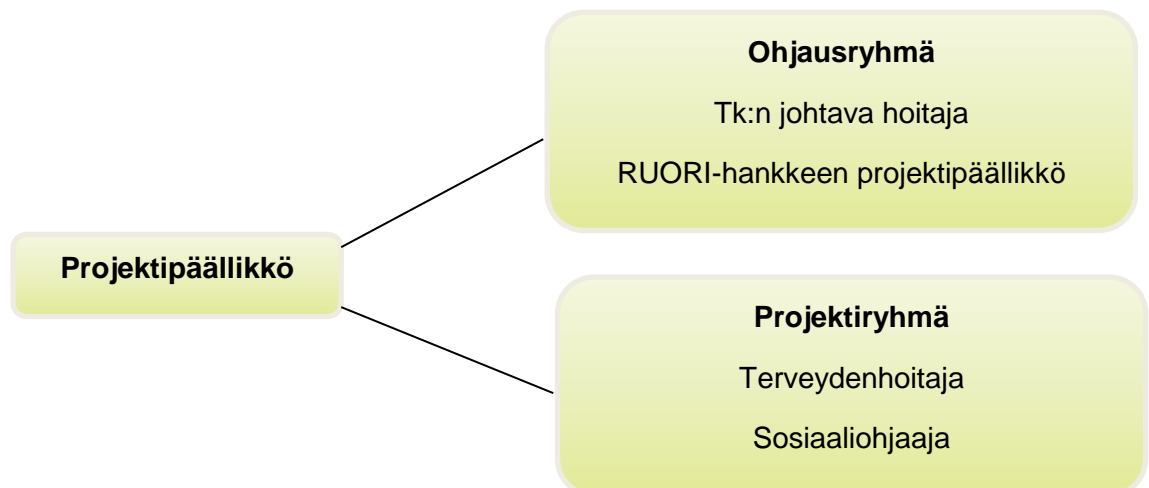 Ohjausryhmä
Tk:n johtava hoitaja
RUORI-hankkeen projektipäällikkö
Projektipäällikkö
Projektiryhmä
Terveydenhoitaja
Sosiaaliohjaaja